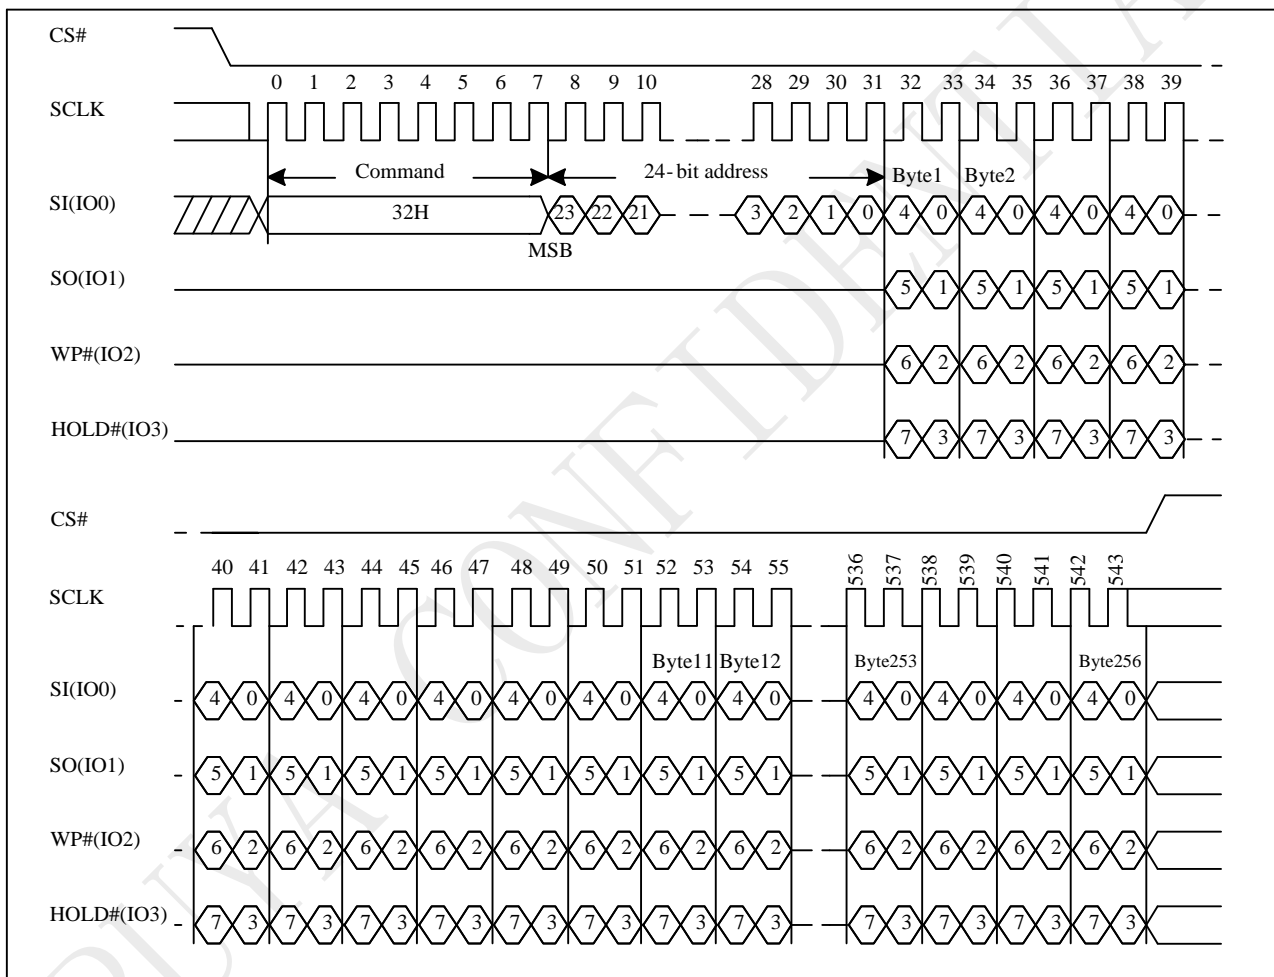 CS#
0 1 2 3 4 5 6 7 8 9 10 28 29 30 31 32 33 34 35 36 37 38 39
SCLK
Command 24-bit address Byte1 Byte2
SI(IO0) 32H 23 22 21 3 2 1 0 4 0 4 0 4 0 4 0
MSB
SO(IO1) 5 1 5 1 5 1 5 1
WP#(IO2) 6 2 6 2 6 2 6 2
HOLD#(IO3) 7 3 7 3 7 3 7 3
CS#
40 41 42 43 44 45 46 47 48 49 50 51 52 53 54 55 536 537 538 539 540 541 542 543
SCLK
Byte11 Byte12 Byte253 Byte256
SI(IO0) 4 0 4 0 4 0 4 0 4 0 4 0 4 0 4 0 4 0 4 0 4 0 4 0
SO(IO1) 5 1 5 1 5 1 5 1 5 1 5 1 5 1 5 1 5 1 5 1 5 1 5 1
WP#(IO2) 6 2 6 2 6 2 6 2 6 2 6 2 6 2 6 2 6 2 6 2 6 2 6 2
HOLD#(IO3) 7 3 7 3 7 3 7 3 7 3 7 3 7 3 7 3 7 3 7 3 7 3 7 3
PUYA CONFIDENTIA